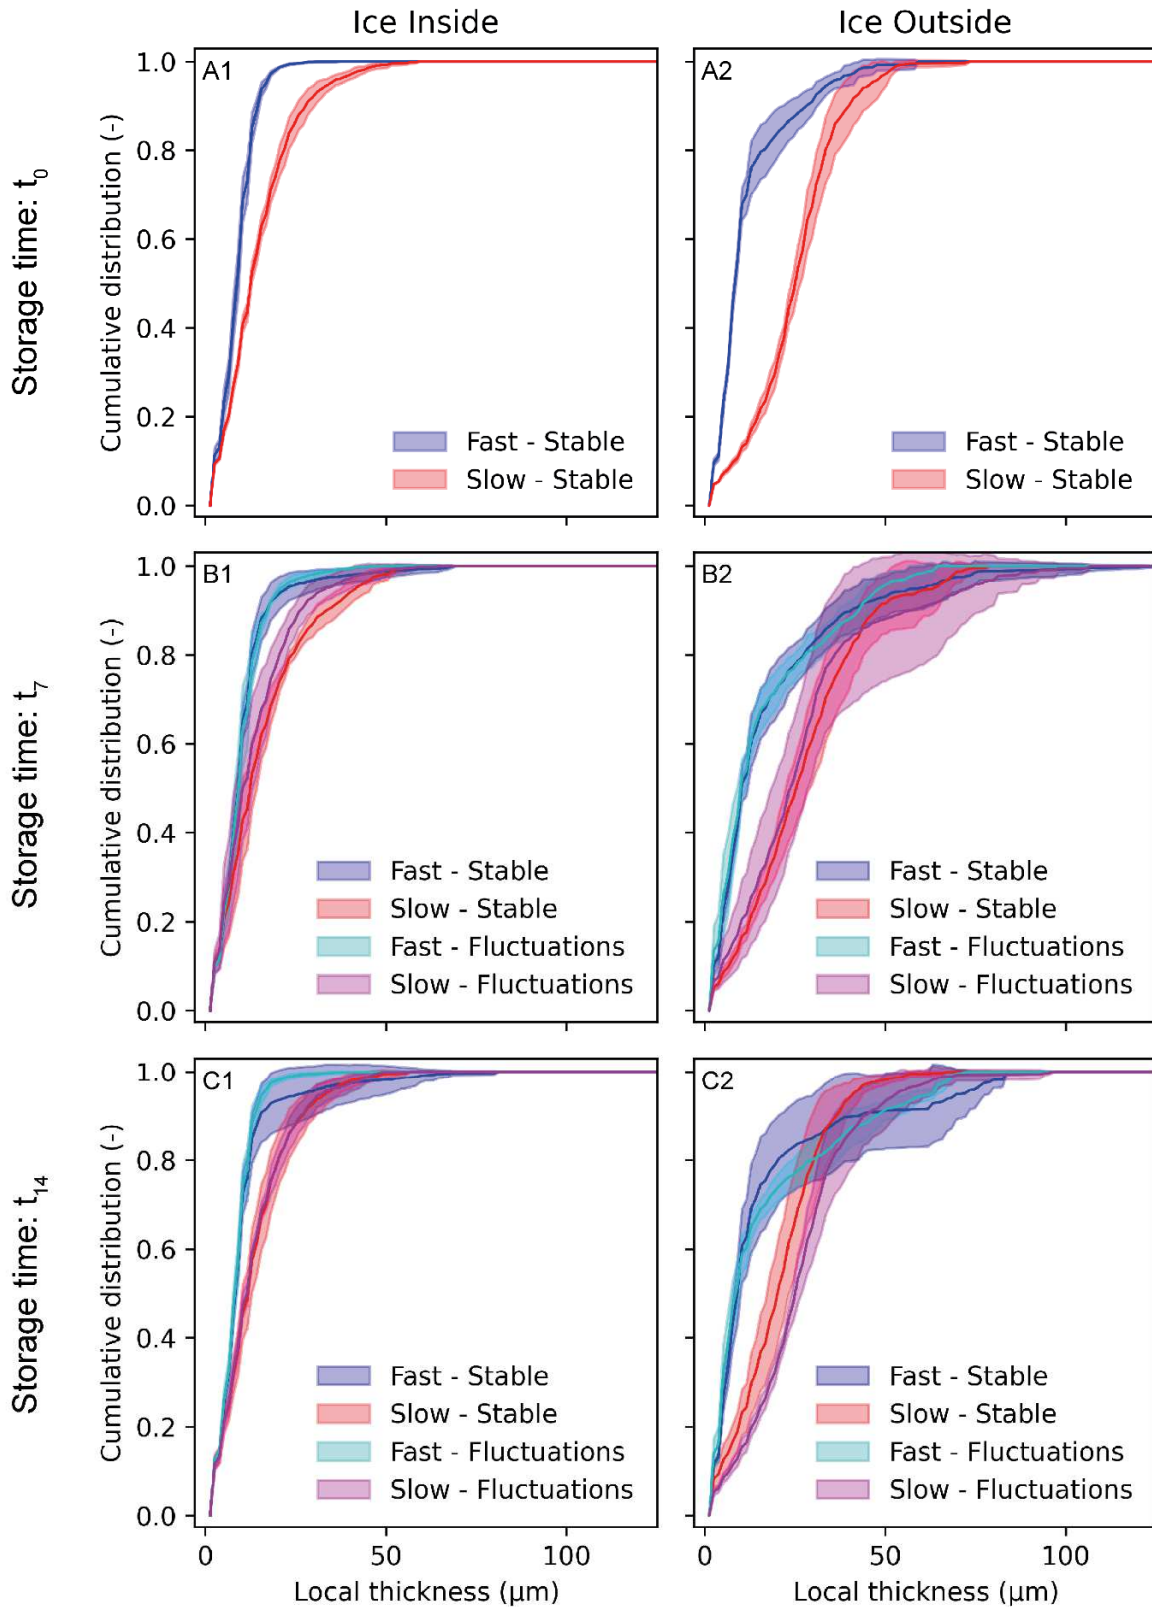 Ice Inside
Ice Outside
Storage time: t0
Cumulative distribution (-)
1.0
0.8
0.6
0.4
0.2
0.0
A1
Fast - Stable
Slow - Stable
A2
Fast - Stable
Slow - Stable
Storage time: t7
Cumulative distribution (-)
1.0
0.8
0.6
0.4
0.2
0.0
B1
Fast - Stable
Slow - Stable
Fast - Fluctuations
Slow - Fluctuations
B2
Fast - Stable
Slow - Stable
Fast - Fluctuations
Slow - Fluctuations
Storage time: t14
Cumulative distribution (-)
1.0
0.8
0.6
0.4
0.2
0.0
C1
Fast - Stable
Slow - Stable
Fast - Fluctuations
Slow - Fluctuations
C2
Fast - Stable
Slow - Stable
Fast - Fluctuations
Slow - Fluctuations
0 50 100
Local thickness (μm)
0 50 100
Local thickness (μm)